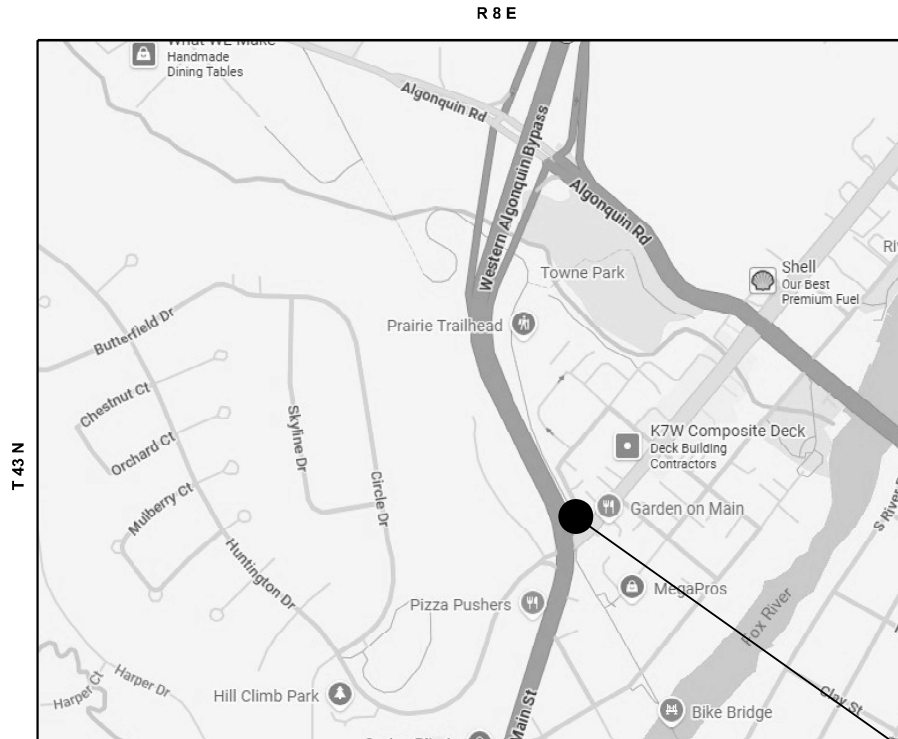 R 8 E
What WE Make
Handmade
Dining Tables
Algonquin Rd
Western Algonquin Bypass
Algonquin Rd
Towne Park
Shell
Our Best
Premium Fuel
Prairie Trailhead
Butterfield Dr
Chestnut Ct
Orchard Ct
Mulberry Ct
Skyline Dr
Circle Dr
T 43 N
K7W Composite Deck
Deck Building
Contractors
Garden on Main
S River
Huntington Dr
MegaPros
Pizza Pushers
Fox River
Harper Ct
Harper Dr
Hill Climb Park
Main St
Bike Bridge
Clay St